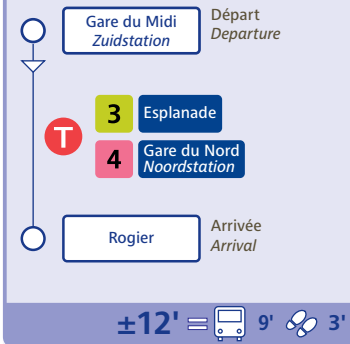 Gare du Midi
Zuidstation
Départ
Departure
T
3 Esplanade
4 Gare du Nord
Noordstation
Rogier
Arrivée
Arrival
±12' = 9' 3'